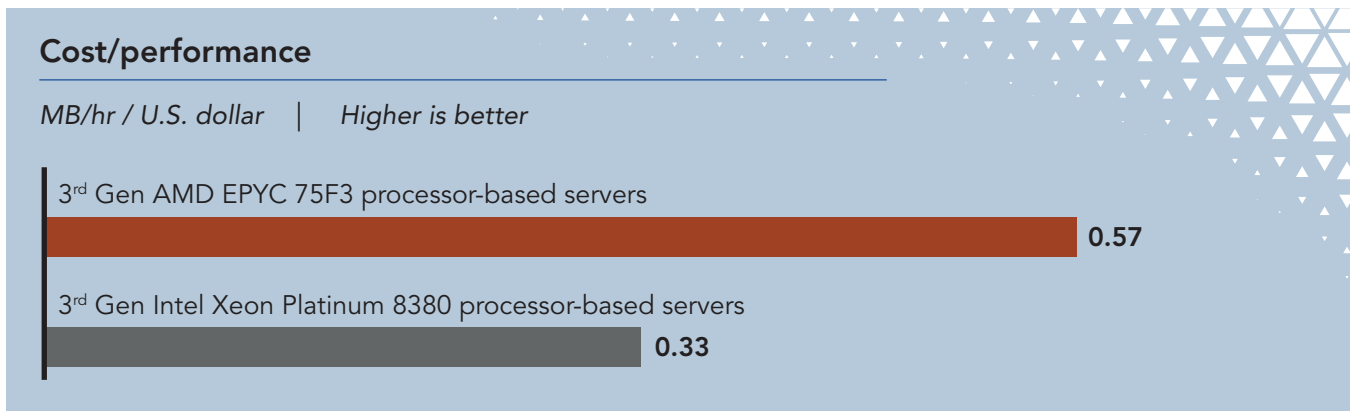 Cost/performance
MB/hr / U.S. dollar | Higher is better
3rd Gen AMD EPYC 75F3 processor-based servers
0.57
3rd Gen Intel Xeon Platinum 8380 processor-based servers
0.33